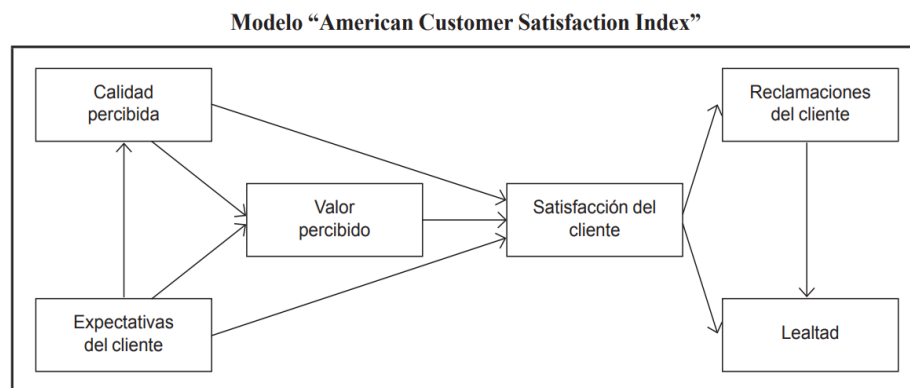 Modelo “American Customer Satisfaction Index”
Calidad
percibida
Reclamaciones
del cliente
Valor
percibido
Satisfacción del
cliente
Expectativas
del cliente
Lealtad